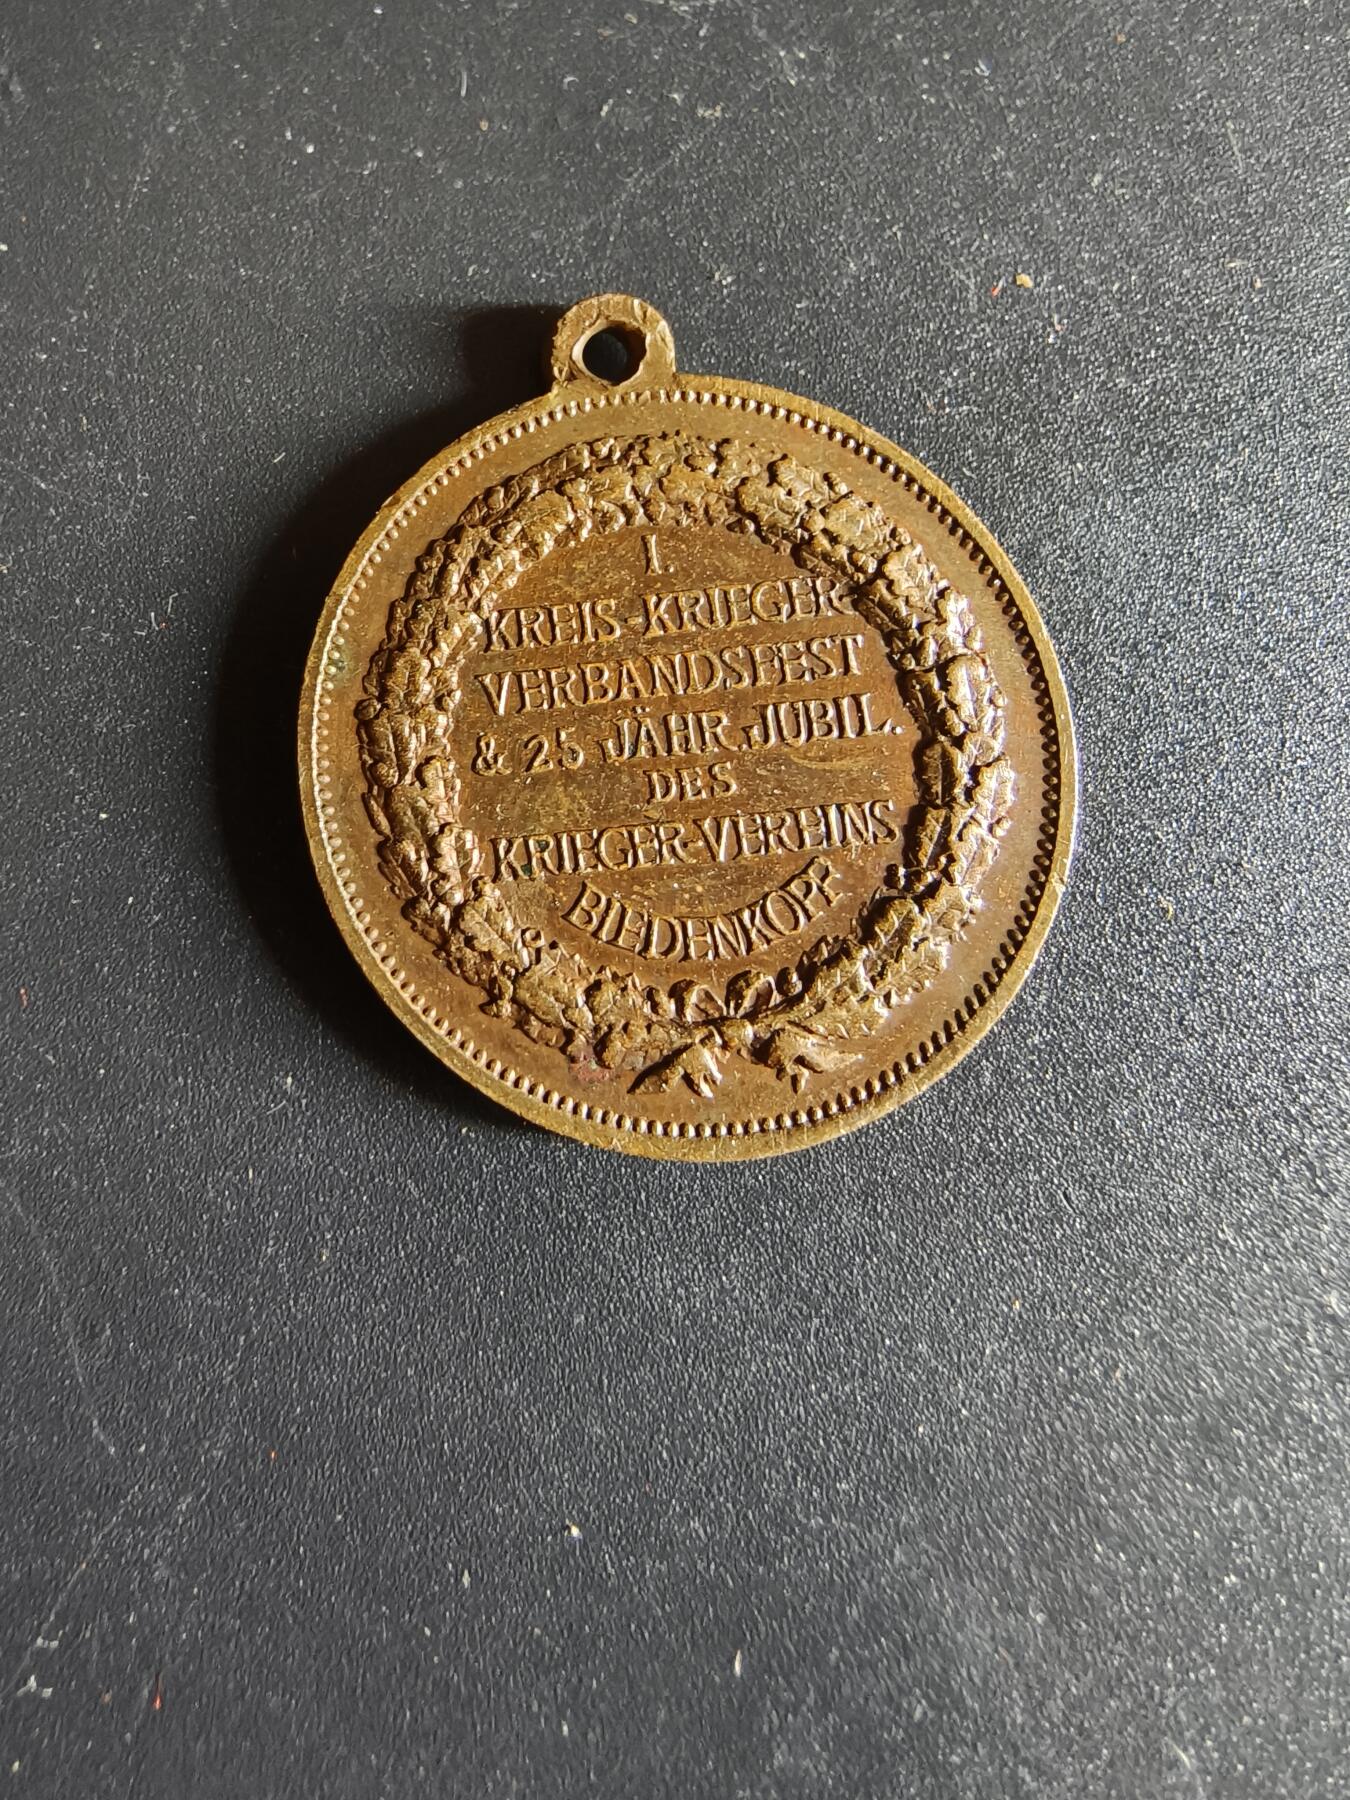 I.
KREIS-KRIEGER-
VERBANDSFEST
& 25 JÄHR. JUBIL.
DES
KRIEGER-VEREINS
BIEDENKOPF